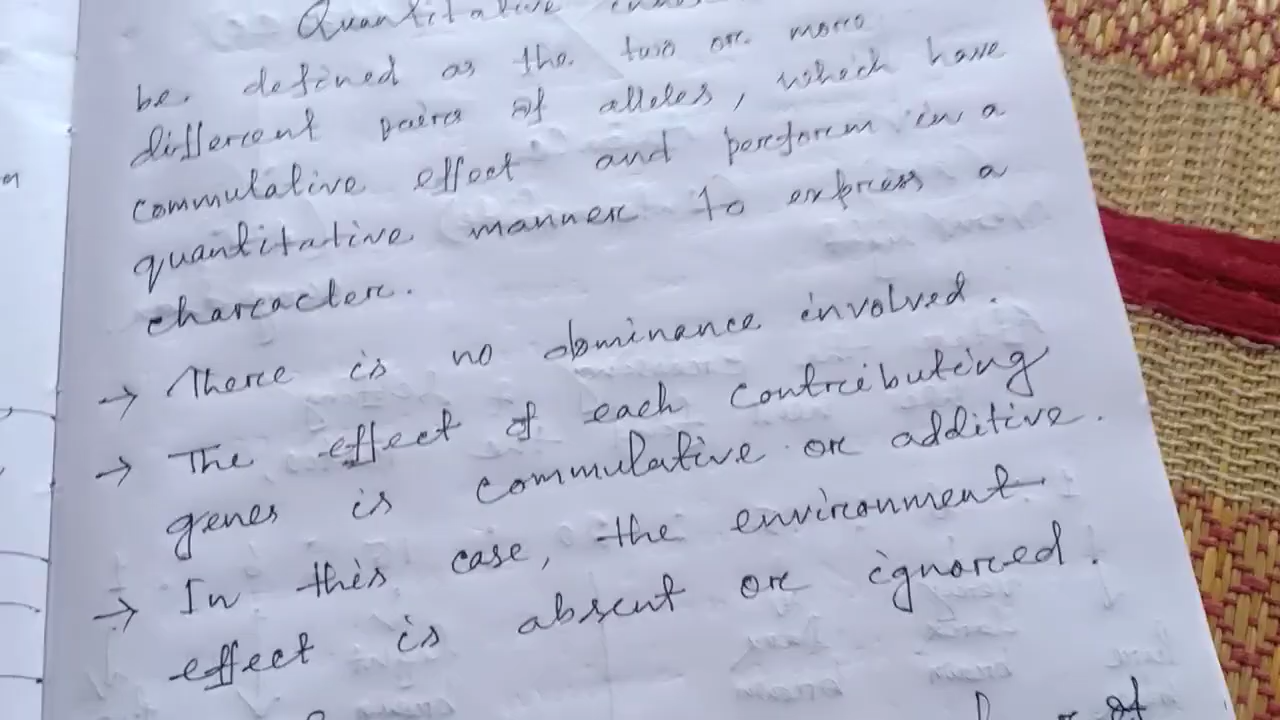 Quantitative
be defined as the two or more
different pairs of alleles, which have
commulative effect and perform in a
quantitative manner to express a
character.
→ There is no dominance involved.
→ The effect of each contributing
genes is commulative or additive.
→ In this case, the environment
effect is absent or ignored.
of